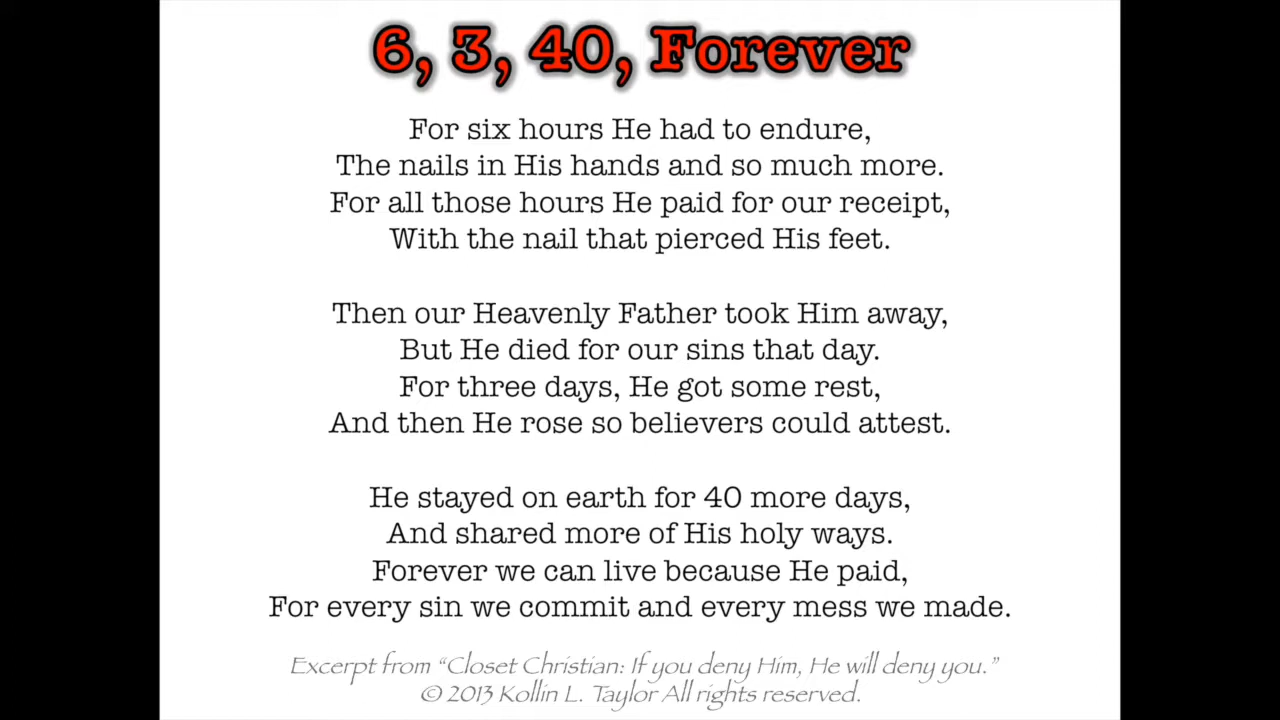 6, 3, 40, Forever
For six hours He had to endure,
The nails in His hands and so much more.
For all those hours He paid for our receipt,
With the nail that pierced His feet.
Then our Heavenly Father took Him away,
But He died for our sins that day.
For three days, He got some rest,
And then He rose so believers could attest.
He stayed on earth for 40 more days,
And shared more of His holy ways.
Forever we can live because He paid,
For every sin we commit and every mess we made.
Excerpt from “Closet Christian: If you deny Him, He will deny you.”
© 2013 Kollin L. Taylor All rights reserved.